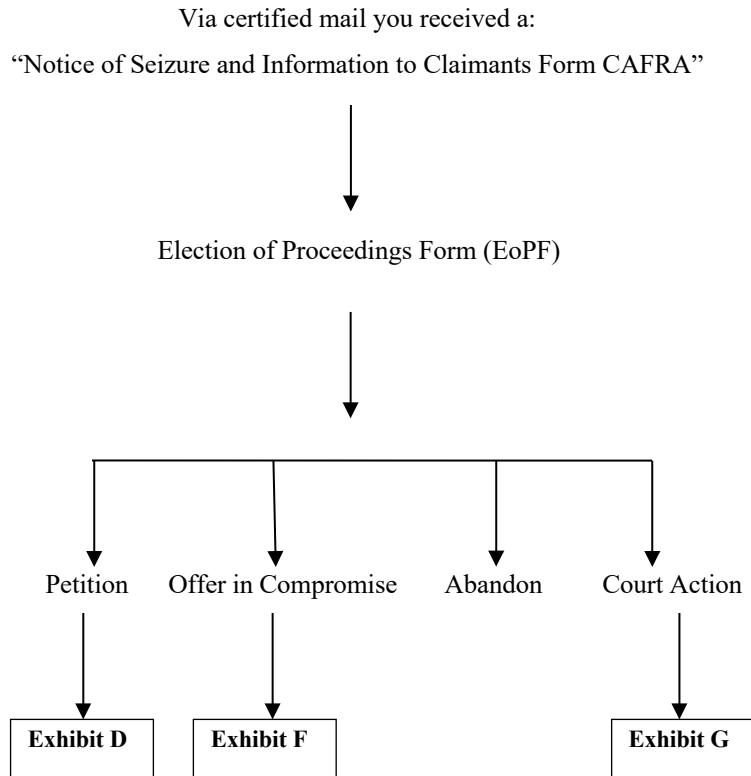 Via certified mail you received a:
“Notice of Seizure and Information to Claimants Form CAFRA”
Election of Proceedings Form (EoPF)
Petition Offer in Compromise Abandon Court Action
Exhibit D Exhibit F Exhibit G